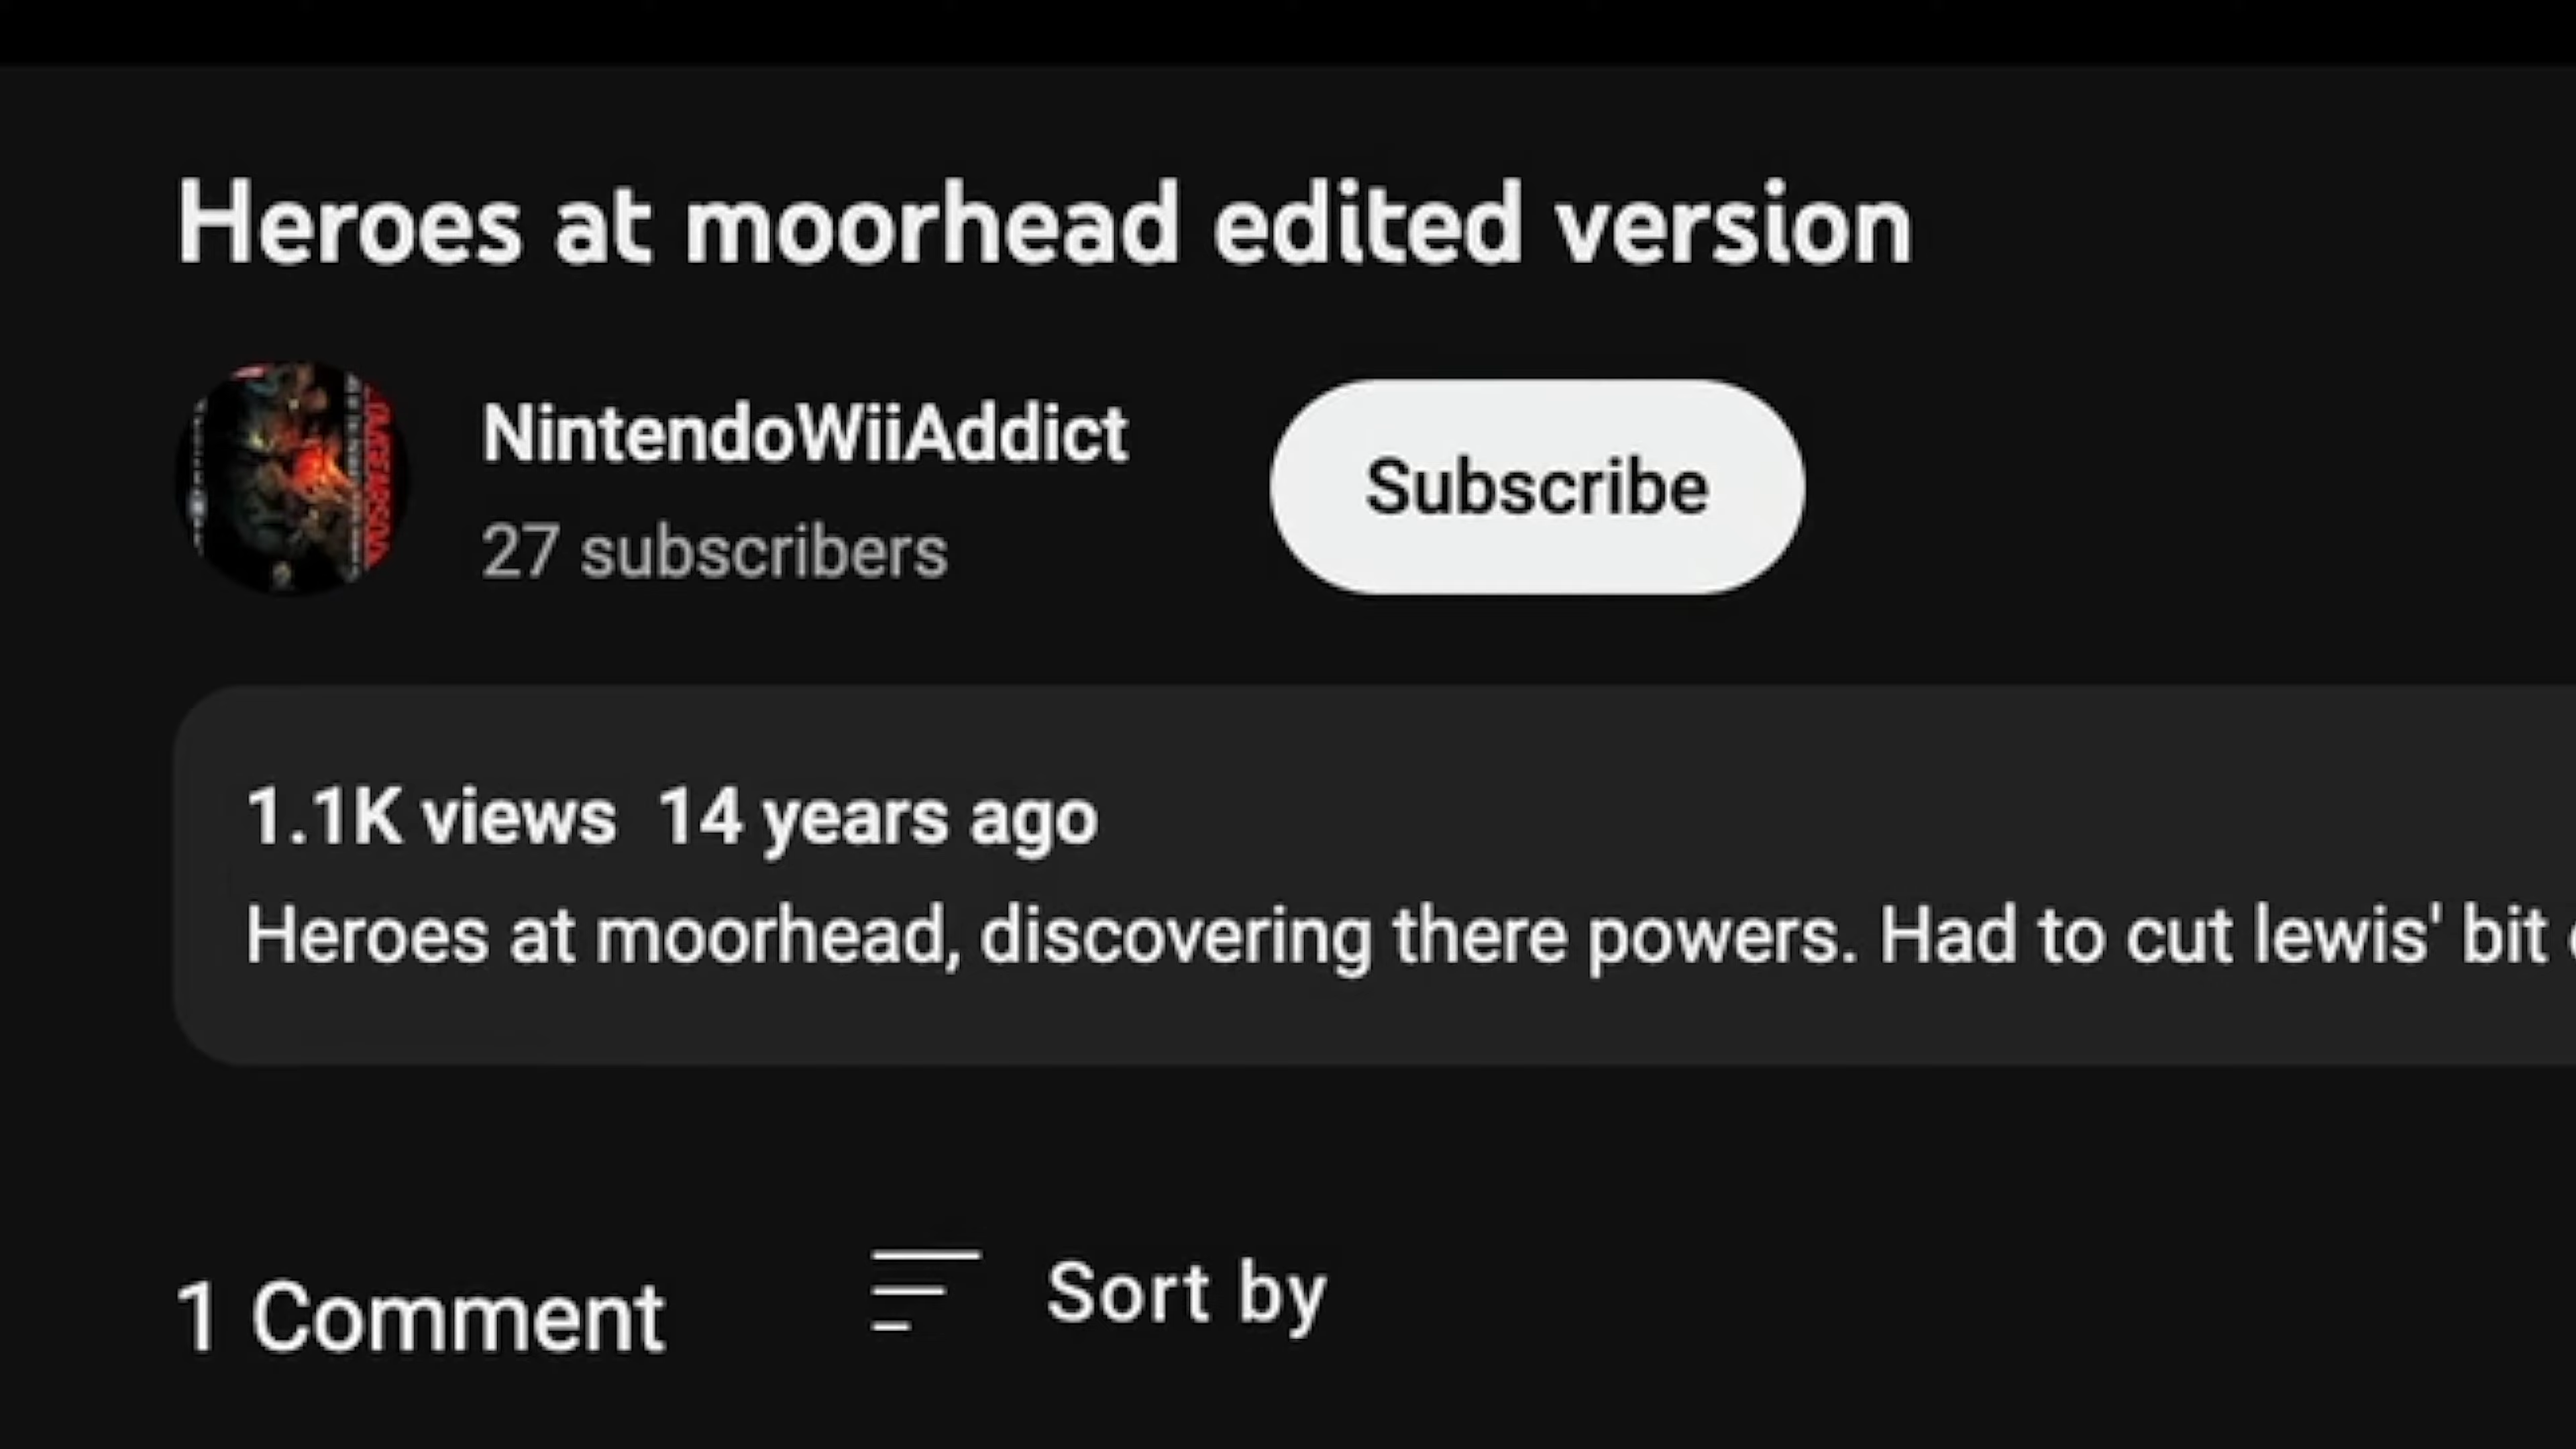 Heroes at moorhead edited version
NintendoWiiAddict
Subscribe
27 subscribers
1.1K views 14 years ago
Heroes at moorhead, discovering there powers. Had to cut lewis' bit
1 Comment
Sort by